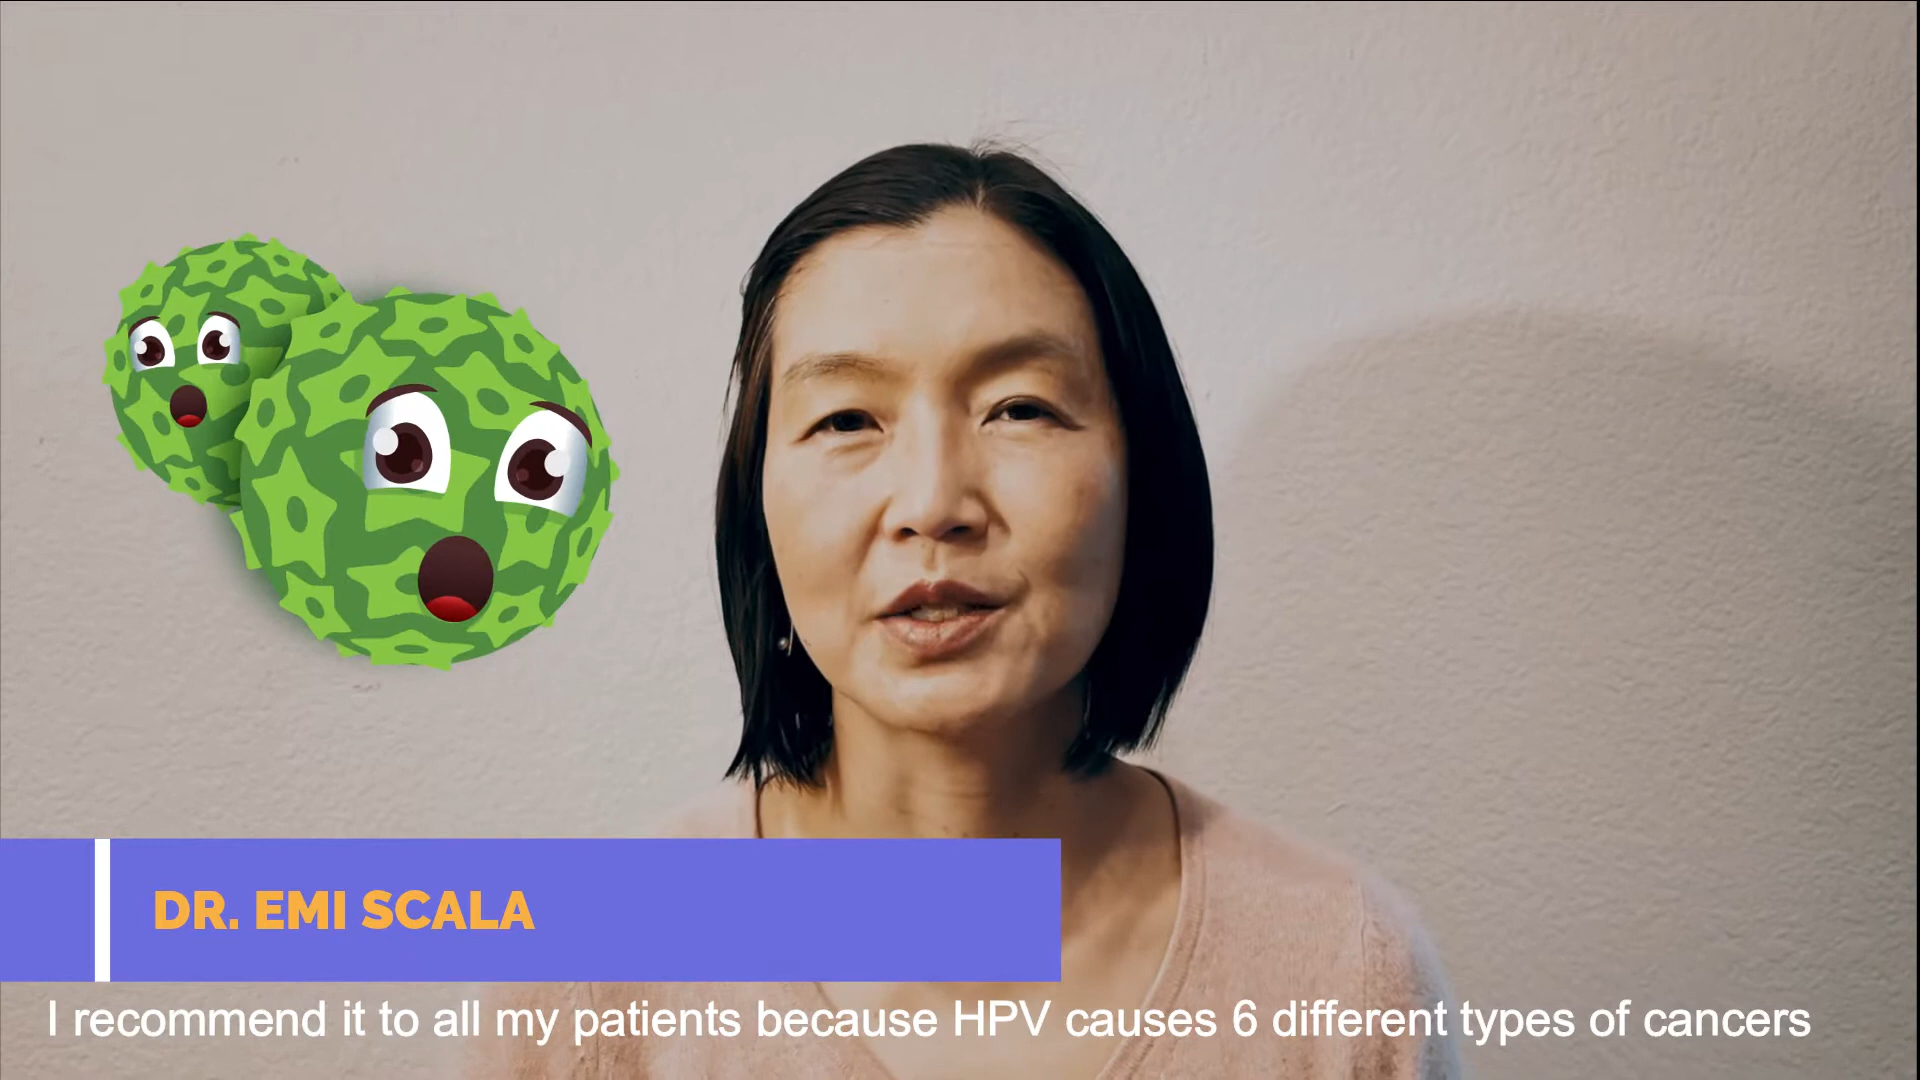 DR. EMI SCALA
I recommend it to all my patients because HPV causes 6 different types of cancers